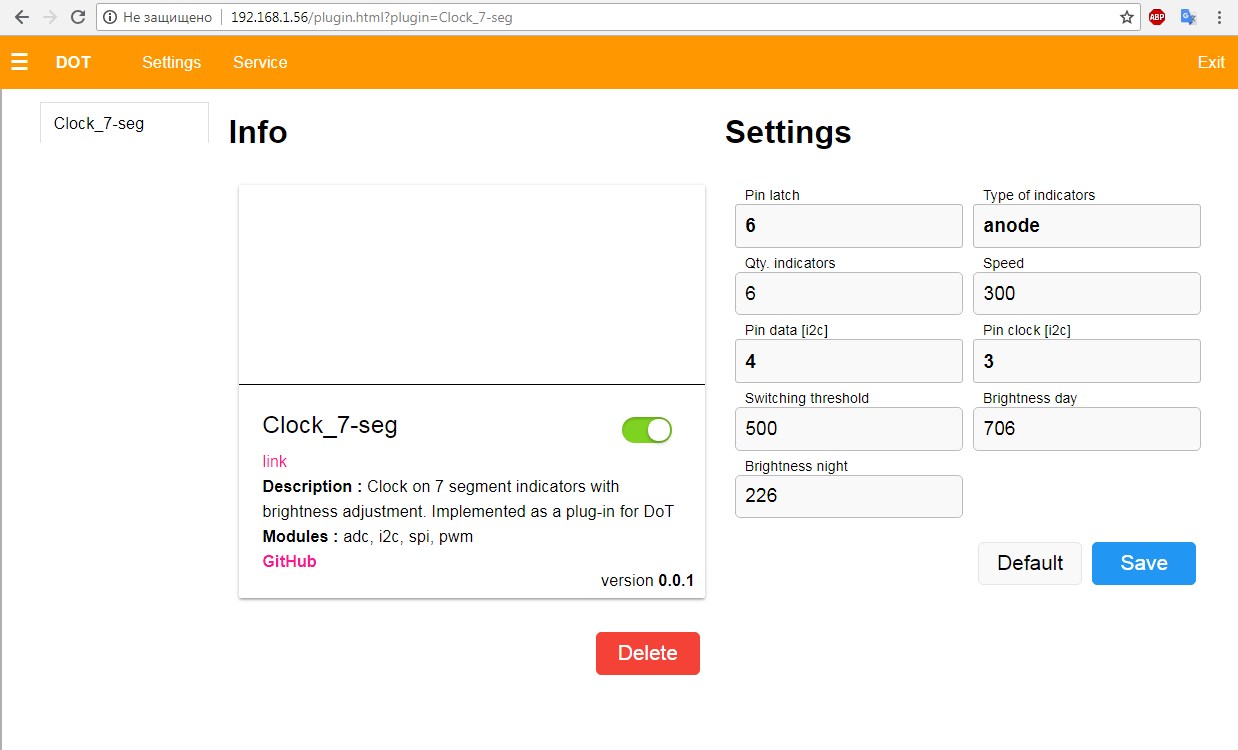 Не защищено 192.168.1.56/plugin.html?plugin=Clock_7-seg ABP
DOT Settings Service Exit
Clock_7-seg
Info
Clock_7-seg
link
Description : Clock on 7 segment indicators with
brightness adjustment. Implemented as a plug-in for DoT
Modules : adc, i2c, spi, pwm
GitHub
version 0.0.1
Delete
Settings
Pin latch Type of indicators
6 anode
Qty. indicators Speed
6 300
Pin data [i2c] Pin clock [i2c]
4 3
Switching threshold Brightness day
500 706
Brightness night
226
Default Save